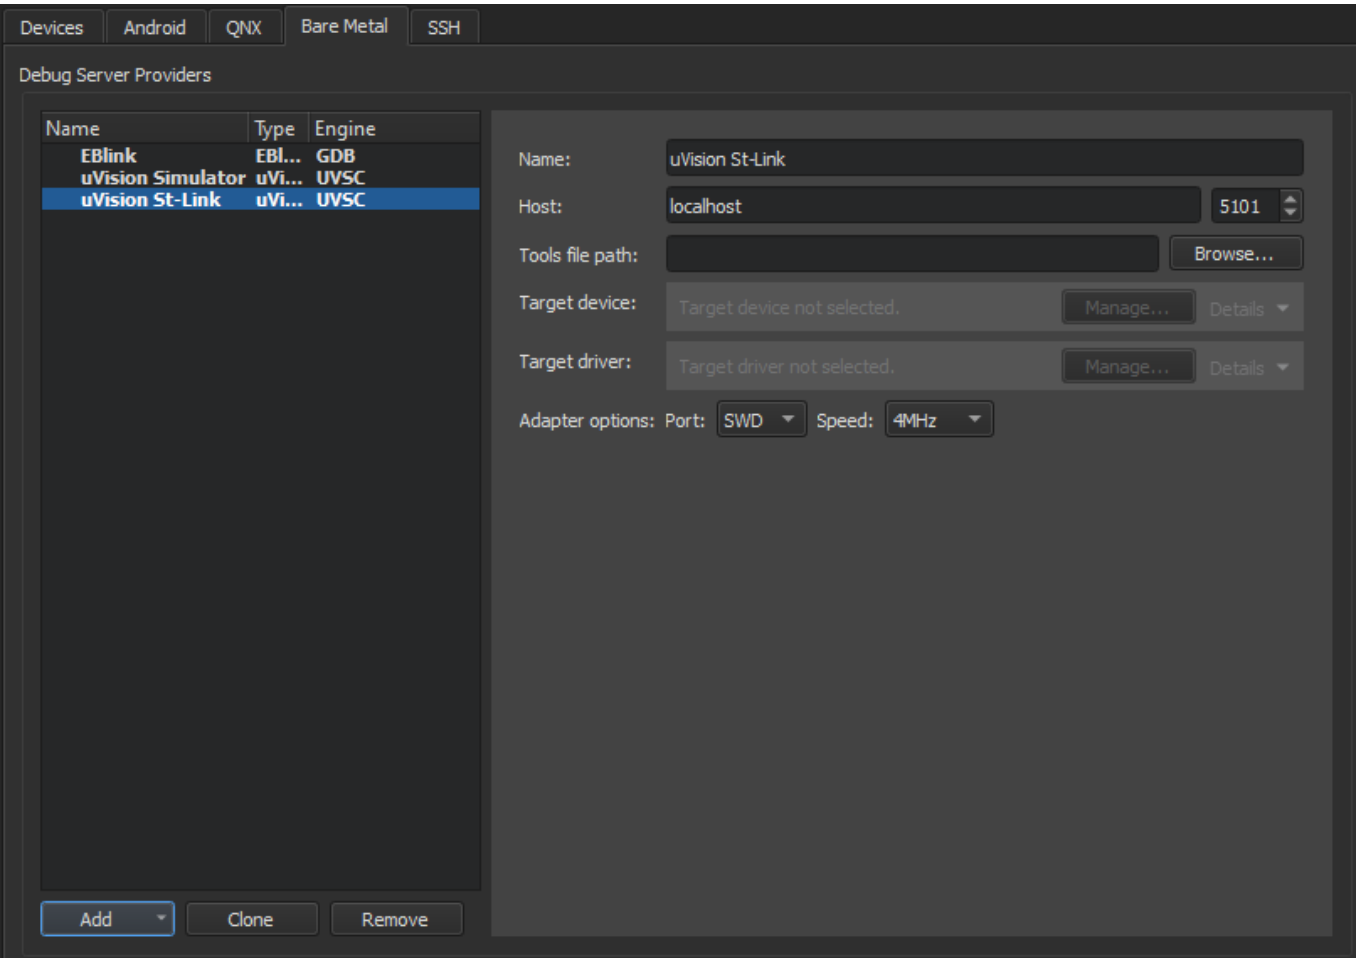 Devices Android QNX Bare Metal SSH
Debug Server Providers
Name Type Engine
EBlink EBl... GDB
uVision Simulator uVi... UVSC
uVision St-Link uVi... UVSC
Name: uVision St-Link
Host: localhost 5101
Tools file path: Browse...
Target device: Target device not selected. Manage... Details
Target driver: Target driver not selected. Manage... Details
Adapter options: Port: SWD Speed: 4MHz
Add Clone Remove